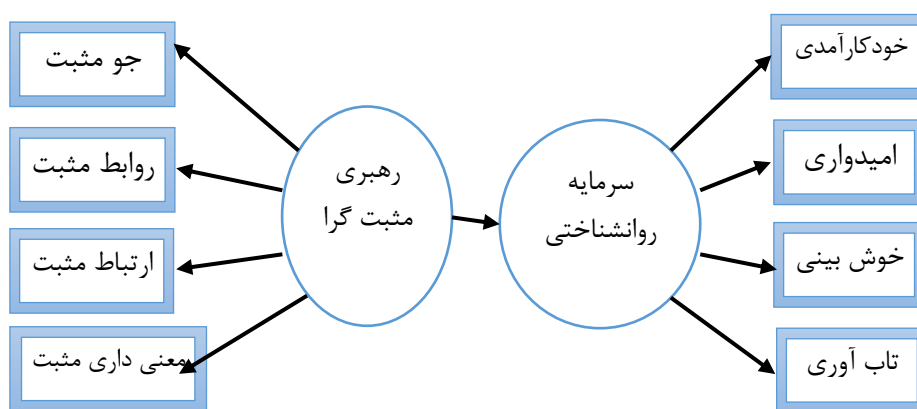 خودکارآمدی
امیدواری
خوش بینی
تاب آوری
سرمایه
روانشناختی
رهبری
مثبت گرا
جو مثبت
روابط مثبت
ارتباط مثبت
معنی داری مثبت